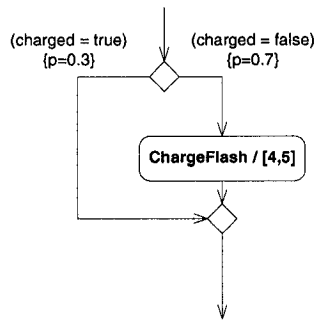 (charged = true)
{p=0.3}
(charged = false)
{p=0.7}
ChargeFlash / [4,5]